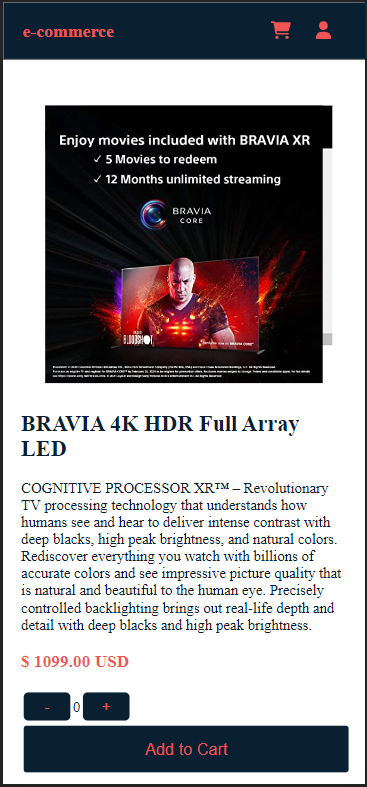 e-commerce
Enjoy movies included with BRAVIA XR
✓ 5 Movies to redeem
✓ 12 Months unlimited streaming
BRAVIA
CORE
BLOODSHOT
BRAVIA 4K HDR Full Array
LED
COGNITIVE PROCESSOR XR™ – Revolutionary
TV processing technology that understands how
humans see and hear to deliver intense contrast with
deep blacks, high peak brightness, and natural colors.
Rediscover everything you watch with billions of
accurate colors and see impressive picture quality that
is natural and beautiful to the human eye. Precisely
controlled backlighting brings out real-life depth and
detail with deep blacks and high peak brightness.
$ 1099.00 USD
- 0 +
Add to Cart